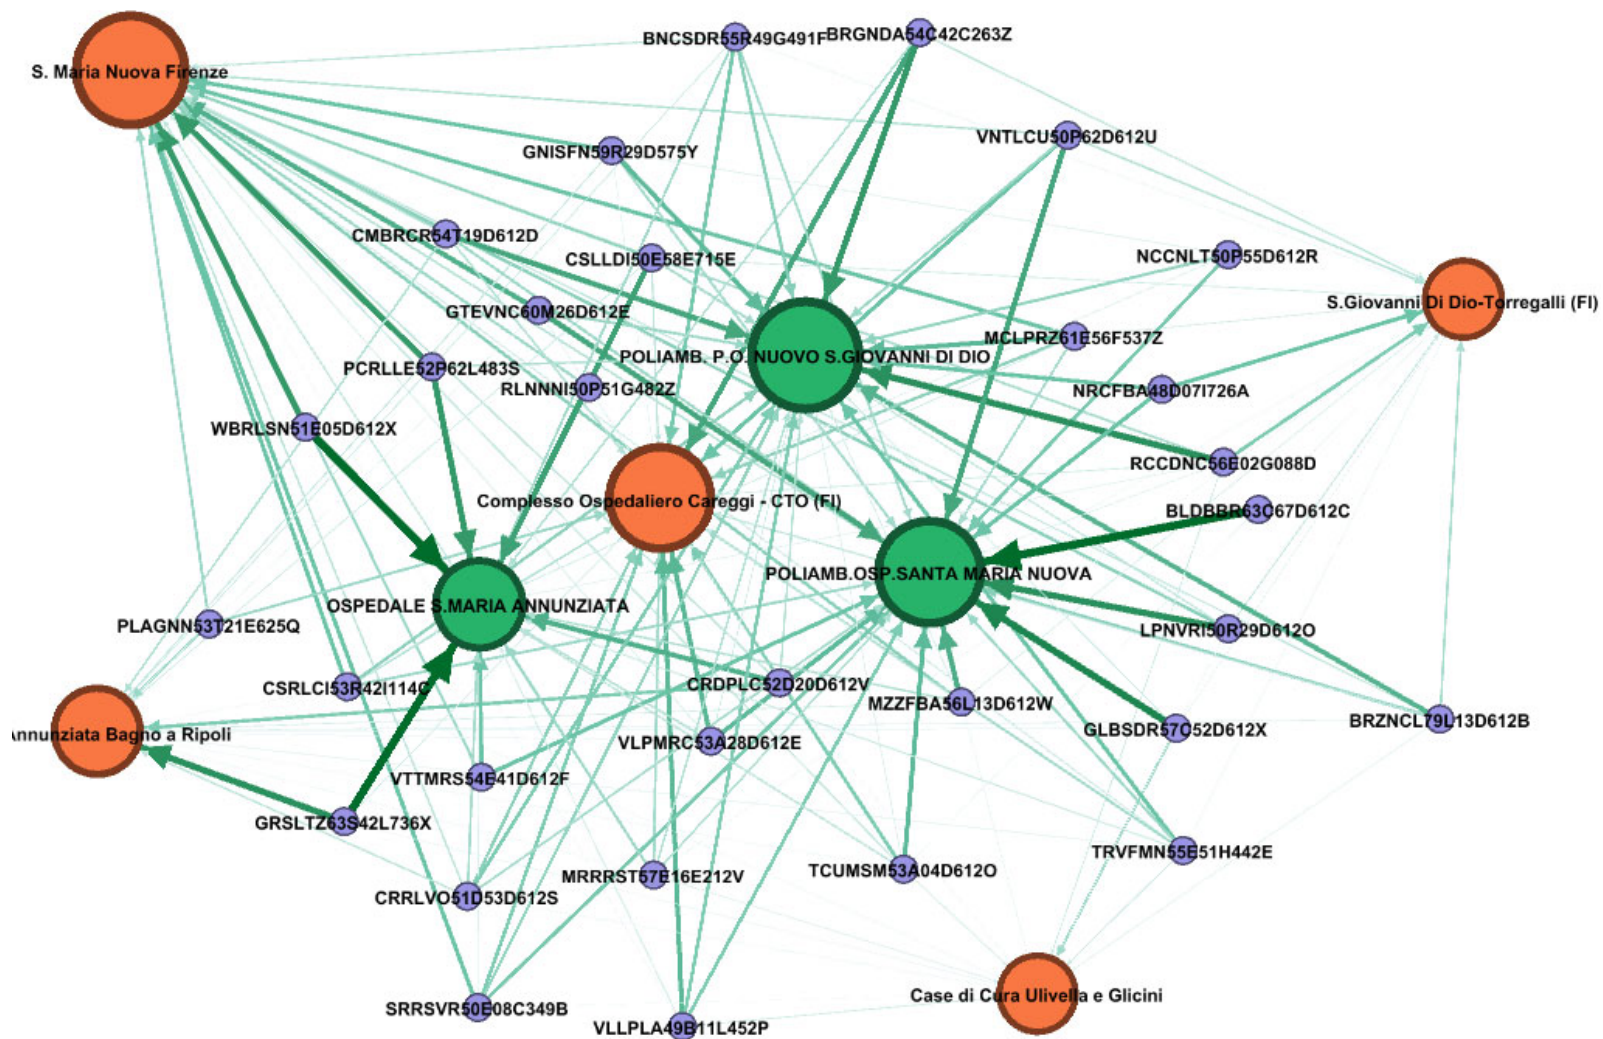 BNCSDR55R49G491F
BRGNDA54C42C263Z
S. Maria Nuova Firenze
VNTLCU50P62D612U
GNISFN59R29D575Y
CMBRCR54T19D612D
CSLLDI50E58E715E
NCCNLT50P55D612R
S.Giovanni Di Dio-Torregalli (FI)
GTEVNC60M26D612E
MCLPRZ61E56F537Z
POLIAMB. P.O. NUOVO S.GIOVANNI DI DIO
PCRLLE52P62L483S
RLNNNI50P51G482Z
NRCFBA48D07I726A
WBRLSN51E05D612X
RCCDNC56E02G088D
Complesso Ospedaliero Careggi - CTO (FI)
BLDBBR63C67D612C
POLIAMB.OSP.SANTA MARIA NUOVA
OSPEDALE S.MARIA ANNUNZIATA
PLAGNN53T21E625Q
LPNVRI50R29D612O
CSRLCI53R42I114C
CRDPLC52D20D612V
MZZFBA56L13D612W
BRZNCL79L13D612B
GLBSDR57C52D612X
nnunziata Bagno a Ripoli
VLPMRC53A28D612E
VTTMRS54E41D612F
GRSLTZ63S42L736X
TRVFMN55E51H442E
TCUMSM53A04D612O
MRRRST57E16E212V
CRRLVO51D53D612S
Case di Cura Ulivella e Glicini
SRRSVR50E08C349B
VLLPLA49B11L452P